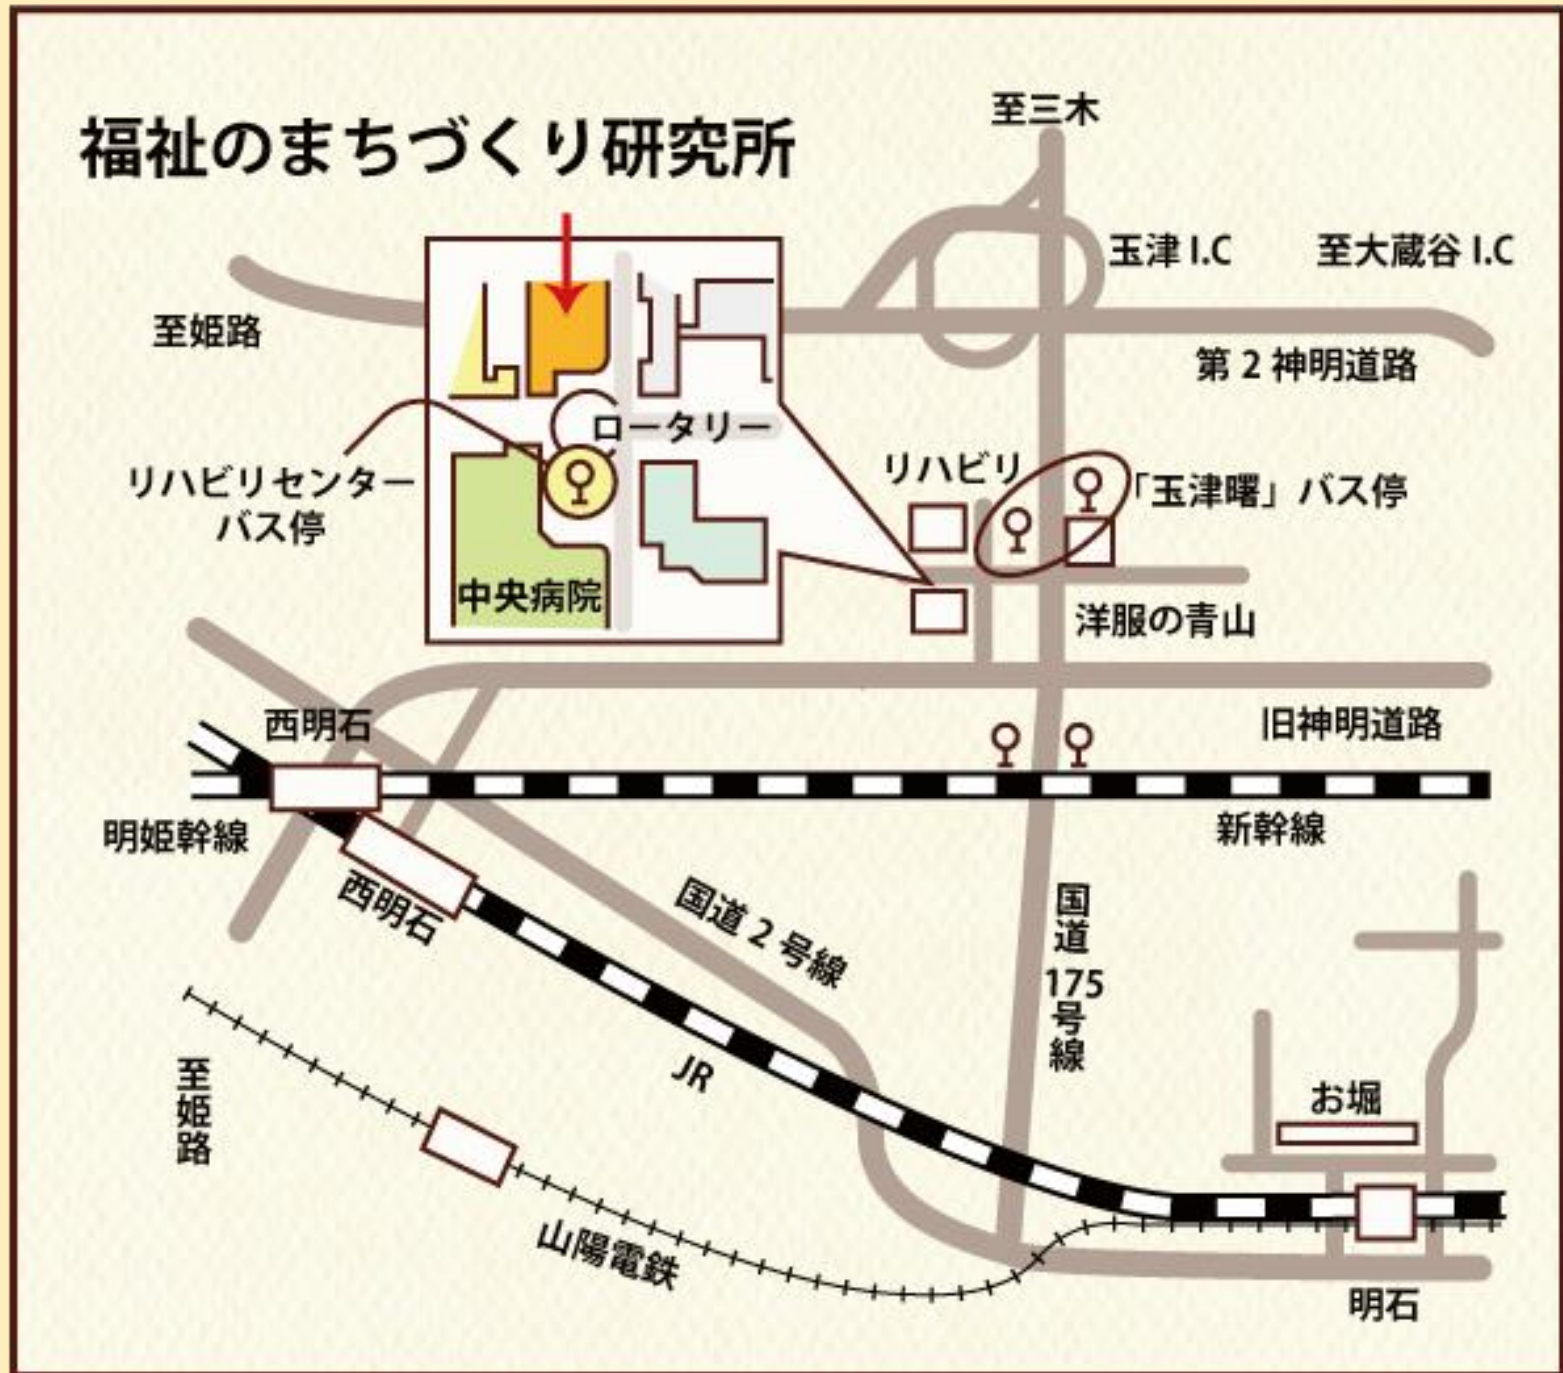 福祉のまちづくり研究所
至三木
玉津 I.C
至大蔵谷 I.C
至姫路
第 2 神明道路
ロータリー
リハビリセンター
バス停
リハビリ
「玉津曙」バス停
中央病院
洋服の青山
西明石
旧神明道路
明姫幹線
新幹線
西明石
国道 2 号線
国道175号線
JR
至姫路
お堀
山陽電鉄
明石